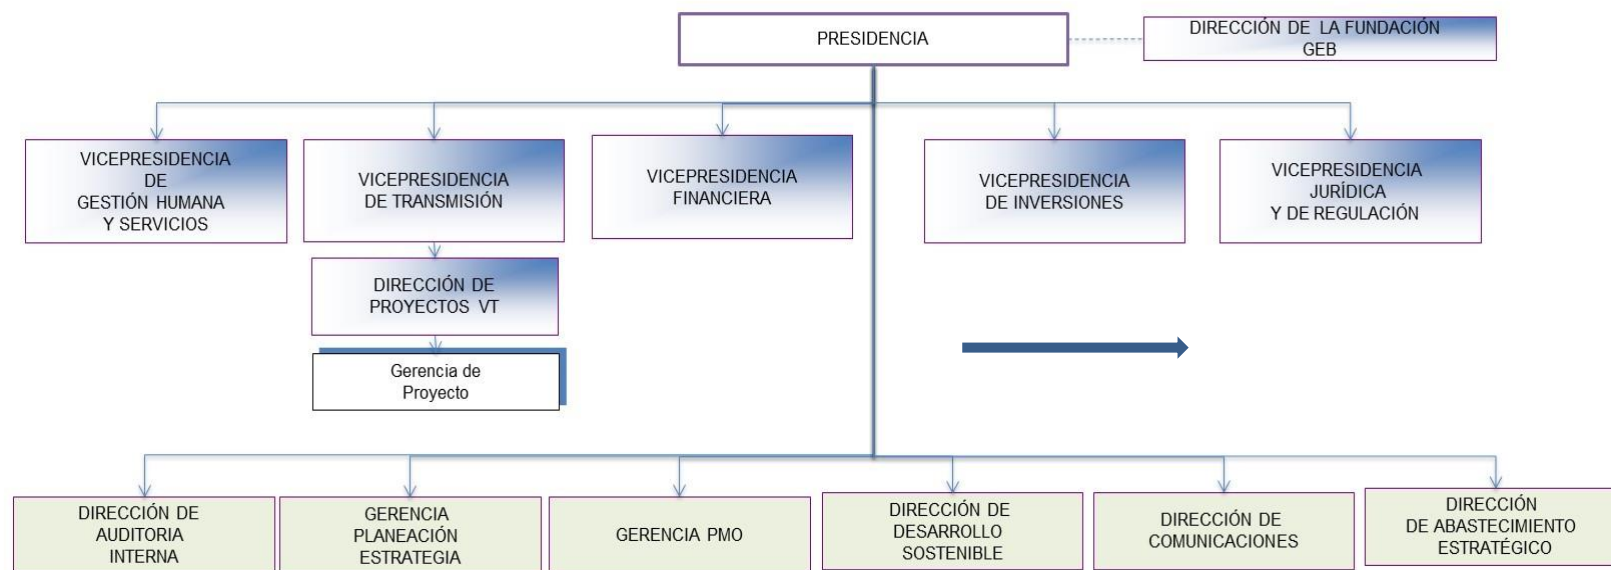 PRESIDENCIA
DIRECCIÓN DE LA FUNDACIÓN
GEB
VICEPRESIDENCIA
DE
GESTIÓN HUMANA
Y SERVICIOS
VICEPRESIDENCIA
DE TRANSMISIÓN
VICEPRESIDENCIA
FINANCIERA
VICEPRESIDENCIA
DE INVERSIONES
VICEPRESIDENCIA
JURÍDICA
Y DE REGULACIÓN
DIRECCIÓN DE
PROYECTOS VT
Gerencia de
Proyecto
DIRECCIÓN DE
AUDITORIA
INTERNA
GERENCIA
PLANEACIÓN
ESTRATEGIA
GERENCIA PMO
DIRECCIÓN DE
DESARROLLO
SOSTENIBLE
DIRECCIÓN DE
COMUNICACIONES
DIRECCIÓN
DE ABASTECIMIENTO
ESTRATÉGICO